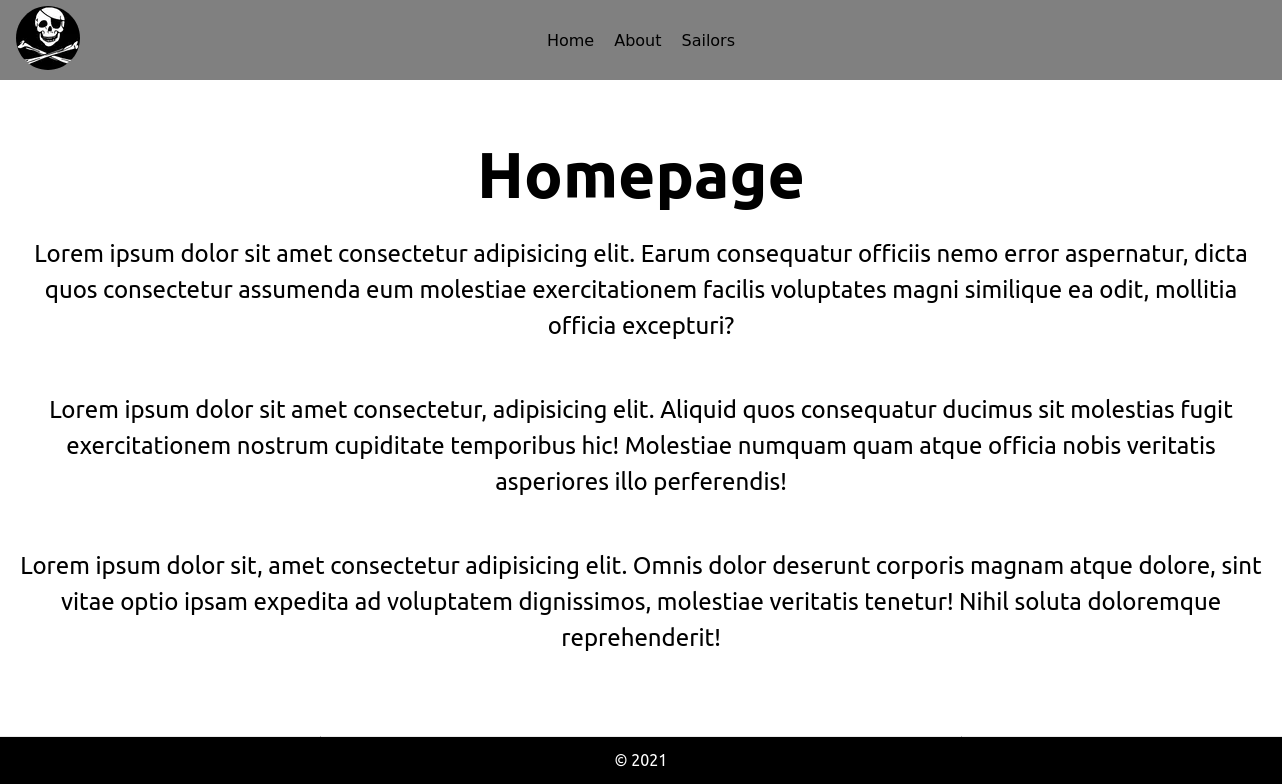 Home About Sailors
Homepage
Lorem ipsum dolor sit amet consectetur adipisicing elit. Earum consequatur officiis nemo error aspernatur, dicta
quos consectetur assumenda eum molestiae exercitationem facilis voluptates magni similique ea odit, mollitia
officia excepturi?
Lorem ipsum dolor sit amet consectetur, adipisicing elit. Aliquid quos consequatur ducimus sit molestias fugit
exercitationem nostrum cupiditate temporibus hic! Molestiae numquam quam atque officia nobis veritatis
asperiores illo perferendis!
Lorem ipsum dolor sit, amet consectetur adipisicing elit. Omnis dolor deserunt corporis magnam atque dolore, sint
vitae optio ipsam expedita ad voluptatem dignissimos, molestiae veritatis tenetur! Nihil soluta doloremque
reprehenderit!
© 2021